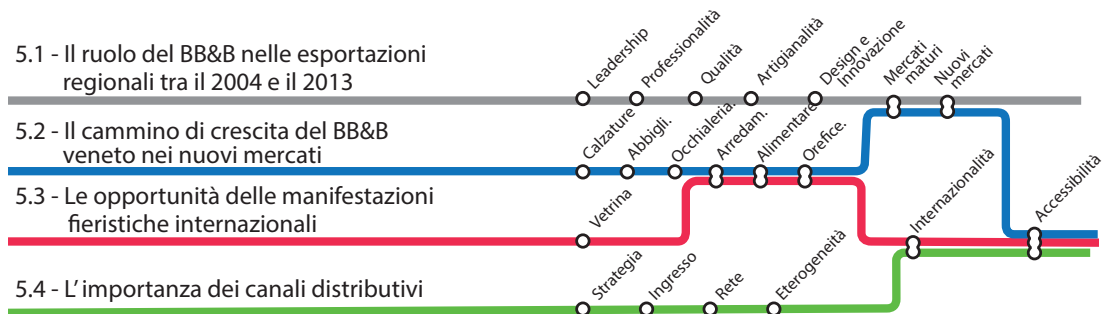 5.1 - Il ruolo del BB&B nelle esportazioni
regionali tra il 2004 e il 2013
Leadership
Professionalità
Qualità
Artigianalità
Design e
Innovazione
Mercati
maturi
Nuovi
mercati
5.2 - Il cammino di crescita del BB&B
veneto nei nuovi mercati
Calzature
Abbigli.
Occhialeria.
Arredam.
Alimentare
Orefice.
5.3 - Le opportunità delle manifestazioni
fieristiche internazionali
Vetrina
Internazionalità
Accessibilità
5.4 - L'importanza dei canali distributivi
Strategia
Ingresso
Rete
Eterogeneità